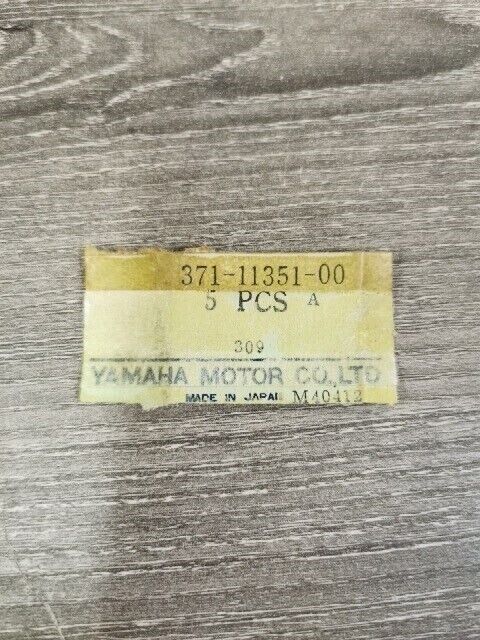 371-11351-00
5 PCS A
309
YAMAHA MOTOR CO.,LTD
MADE IN JAPAN M40412